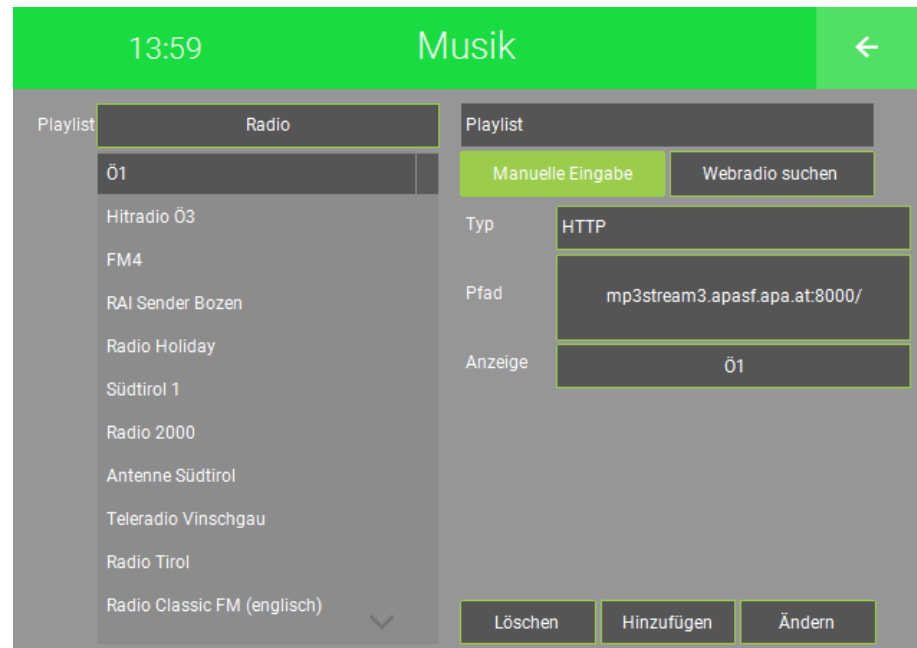 13:59
Musik
Playlist
Radio
Ö1
Hitradio Ö3
FM4
RAI Sender Bozen
Radio Holiday
Südtirol 1
Radio 2000
Antenne Südtirol
Teleradio Vinschgau
Radio Tirol
Radio Classic FM (englisch)
Playlist
Manuelle Eingabe
Webradio suchen
Typ
HTTP
Pfad
mp3stream3.apasf.apa.at:8000/
Anzeige
Ö1
Löschen
Hinzufügen
Ändern